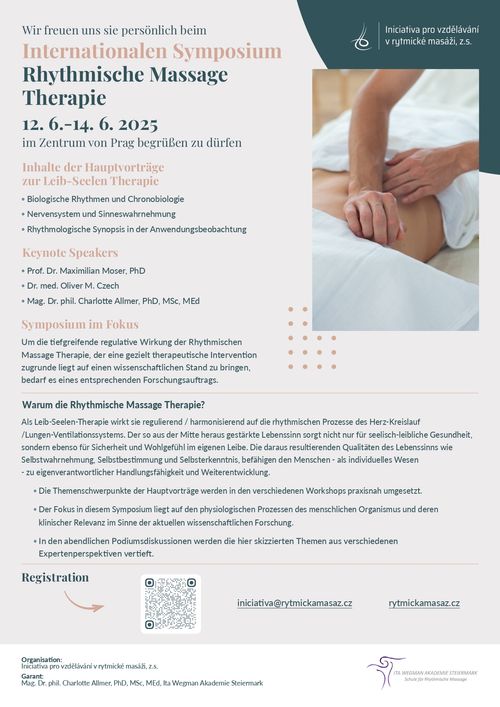 Wir freuen uns sie persönlich beim
Internationalen Symposium
Rhythmische Massage
Therapie
12. 6.-14. 6. 2025
im Zentrum von Prag begrüßen zu dürfen
Iniciativa pro vzdělávání
v rytmické masáži, z.s.
Inhalte der Hauptvorträge
zur Leib-Seelen Therapie
• Biologische Rhythmen und Chronobiologie
• Nervensystem und Sinneswahrnehmung
• Rhythmologische Synopsis in der Anwendungsbeobachtung
Keynote Speakers
• Prof. Dr. Maximilian Moser, PhD
• Dr. med. Oliver M. Czech
• Mag. Dr. phil. Charlotte Allmer, PhD, MSc, MEd
Symposium im Fokus
Um die tiefgreifende regulative Wirkung der Rhythmischen
Massage Therapie, der eine gezielt therapeutische Intervention
zugrunde liegt auf einen wissenschaftlichen Stand zu bringen,
bedarf es eines entsprechenden Forschungsauftrags.
Warum die Rhythmische Massage Therapie?
Als Leib-Seelen-Therapie wirkt sie regulierend / harmonisierend auf die rhythmischen Prozesse des Herz-Kreislauf
/Lungen-Ventilationssystems. Der so aus der Mitte heraus gestärkte Lebenssinn sorgt nicht nur für seelisch-leibliche Gesundheit,
sondern ebenso für Sicherheit und Wohlgefühl im eigenen Leibe. Die daraus resultierenden Qualitäten des Lebenssinns wie
Selbstwahrnehmung, Selbstbestimmung und Selbsterkenntnis, befähigen den Menschen - als individuelles Wesen
- zu eigenverantwortlicher Handlungsfähigkeit und Weiterentwicklung.
• Die Themenschwerpunkte der Hauptvorträge werden in den verschiedenen Workshops praxisnah umgesetzt.
• Der Fokus in diesem Symposium liegt auf den physiologischen Prozessen des menschlichen Organismus und deren
klinischer Relevanz im Sinne der aktuellen wissenschaftlichen Forschung.
• In den abendlichen Podiumsdiskussionen werden die hier skizzierten Themen aus verschiedenen
Expertenperspektiven vertieft.
Registration
iniciativa@rytmickamasaz.cz
rytmickamasaz.cz
Organisation:
Iniciativa pro vzdělávání v rytmické masáži, z.s.
Garant:
Mag. Dr. phil. Charlotte Allmer, PhD, MSc, MEd, Ita Wegman Akademie Steiermark
ITA WEGMAN AKADEMIE STEIERMARK
Schule für Rhythmische Massage